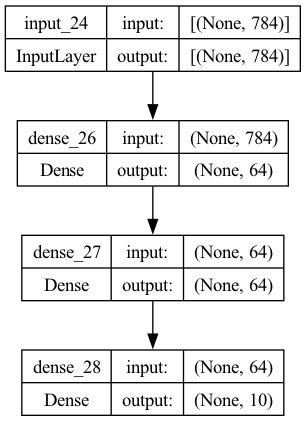 input_24 input: [(None, 784)]
InputLayer output: [(None, 784)]
dense_26 input: (None, 784)
Dense output: (None, 64)
dense_27 input: (None, 64)
Dense output: (None, 64)
dense_28 input: (None, 64)
Dense output: (None, 10)